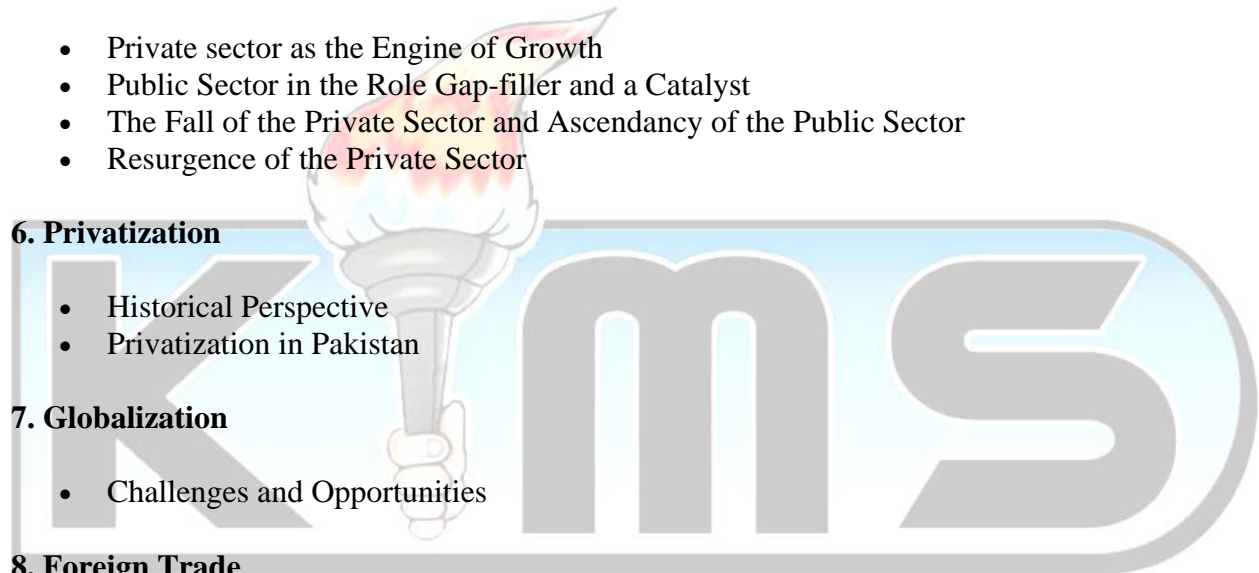 • Private sector as the Engine of Growth
• Public Sector in the Role Gap-filler and a Catalyst
• The Fall of the Private Sector and Ascendancy of the Public Sector
• Resurgence of the Private Sector
6. Privatization
• Historical Perspective
• Privatization in Pakistan
7. Globalization
• Challenges and Opportunities
8. Foreign Trade
KIMS